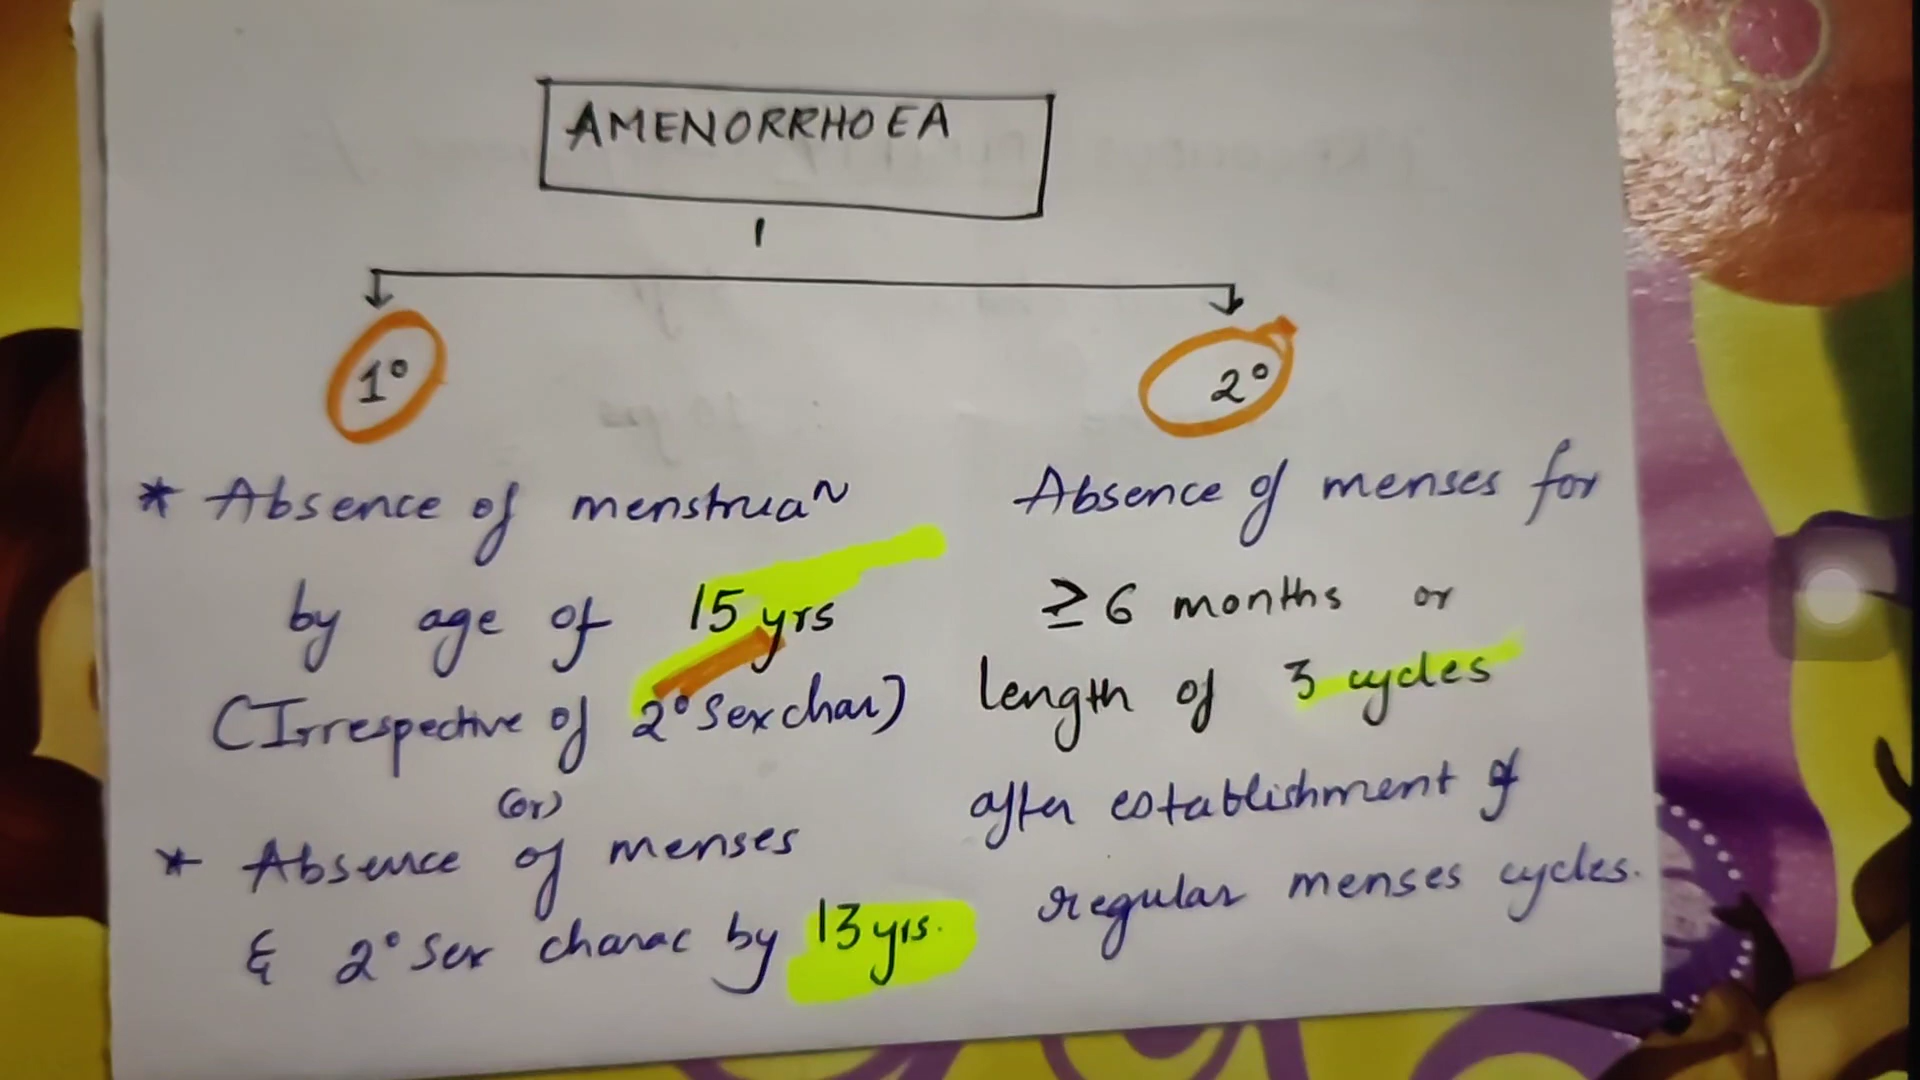 AMENORRHOEA
1°
* Absence of menstruaⁿ
by age of 15 yrs
(Irrespective of 2° Sex char)
(or)
* Absence of menses
& 2° Sex charac by 13 yrs.
2°
Absence of menses for
≥ 6 months or
length of 3 cycles
after establishment of
regular menses cycles.